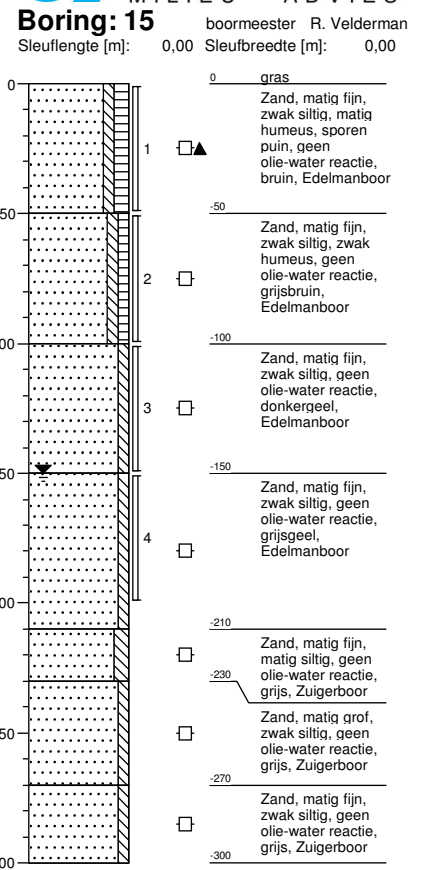 Boring: 15 boormeester R. Velderman
Sleuflengte [m]: 0,00 Sleufbreedte [m]: 0,00
0
50
00
50
00
50
00
1
2
3
4
0 gras
Zand, matig fijn,
zwak siltig, matig
humeus, sporen
puin, geen
olie-water reactie,
bruin, Edelmanboor
-50
Zand, matig fijn,
zwak siltig, zwak
humeus, geen
olie-water reactie,
grijsbruin,
Edelmanboor
-100
Zand, matig fijn,
zwak siltig, geen
olie-water reactie,
donkergeel,
Edelmanboor
-150
Zand, matig fijn,
zwak siltig, geen
olie-water reactie,
grijsgeel,
Edelmanboor
-210
Zand, matig fijn,
matig siltig, geen
olie-water reactie,
grijs, Zuigerboor
-230
Zand, matig grof,
zwak siltig, geen
olie-water reactie,
grijs, Zuigerboor
-270
Zand, matig fijn,
zwak siltig, geen
olie-water reactie,
grijs, Zuigerboor
-300